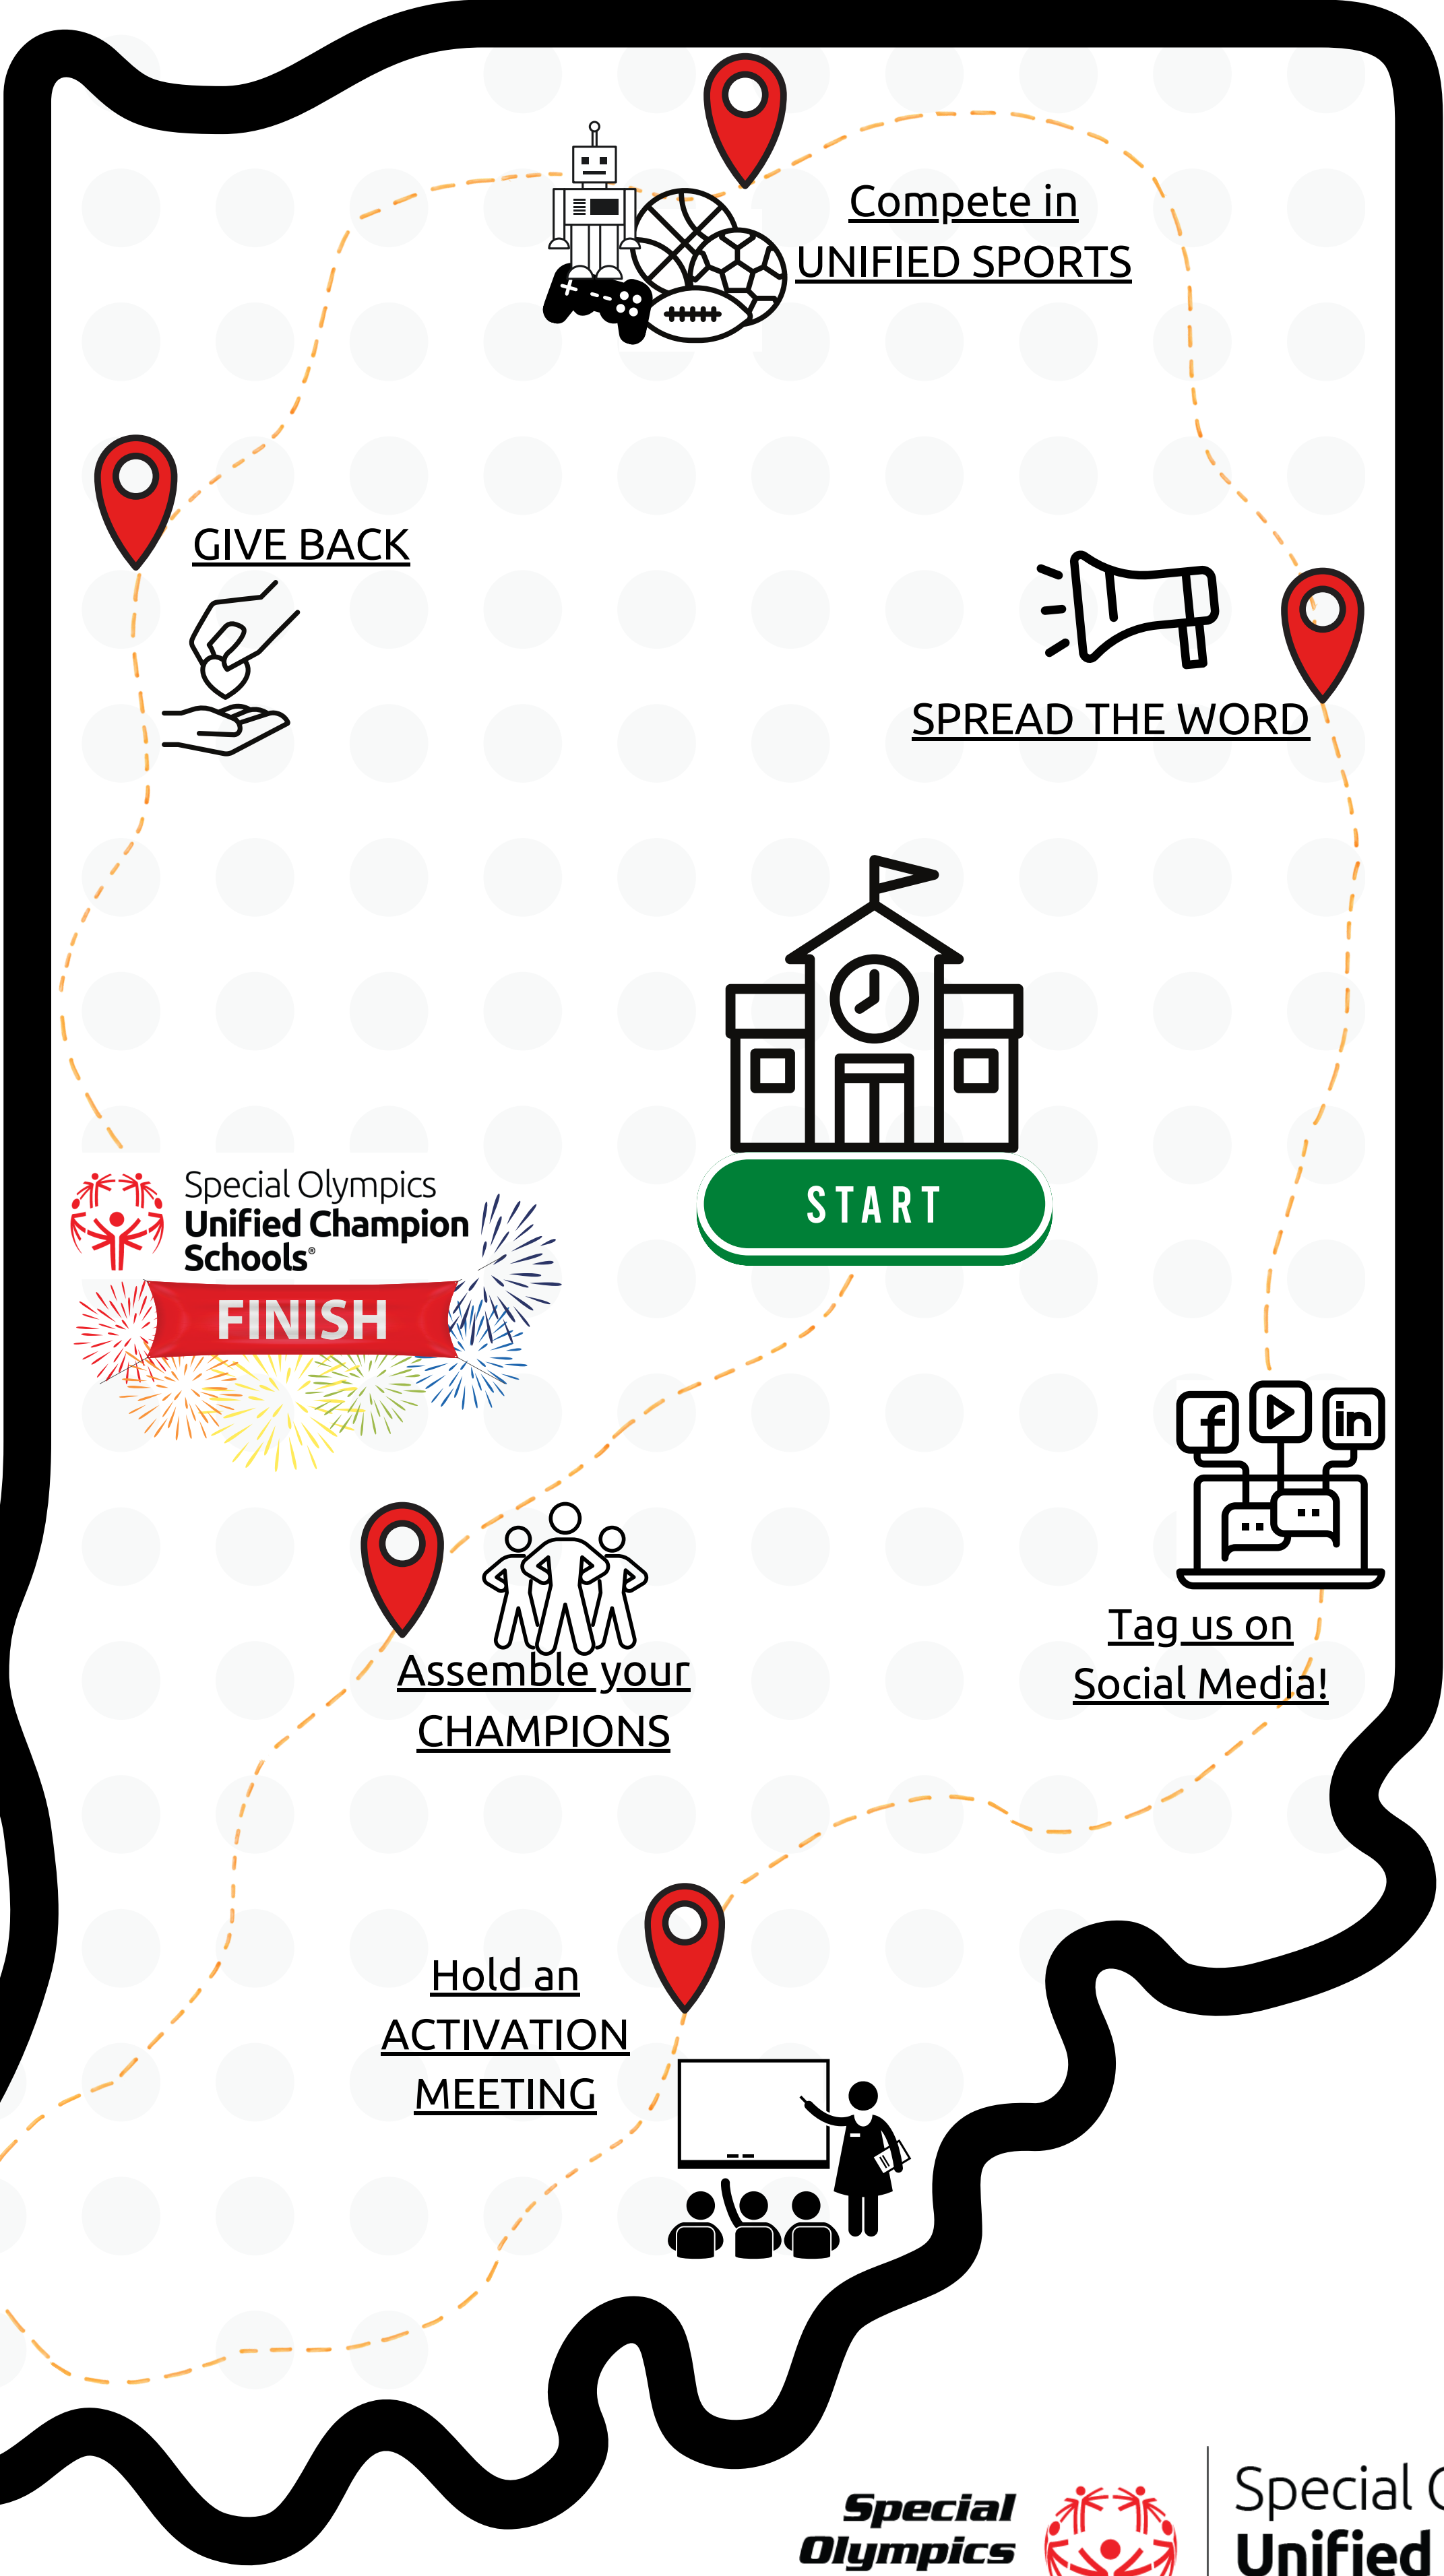 Compete in
UNIFIED SPORTS
GIVE BACK
SPREAD THE WORD
START
Special Olympics
Unified Champion
Schools®
FINISH
f
in
Tag us on
Social Media!
Assemble your
CHAMPIONS
Hold an
ACTIVATION
MEETING
Special
Olympics
Special
Unified